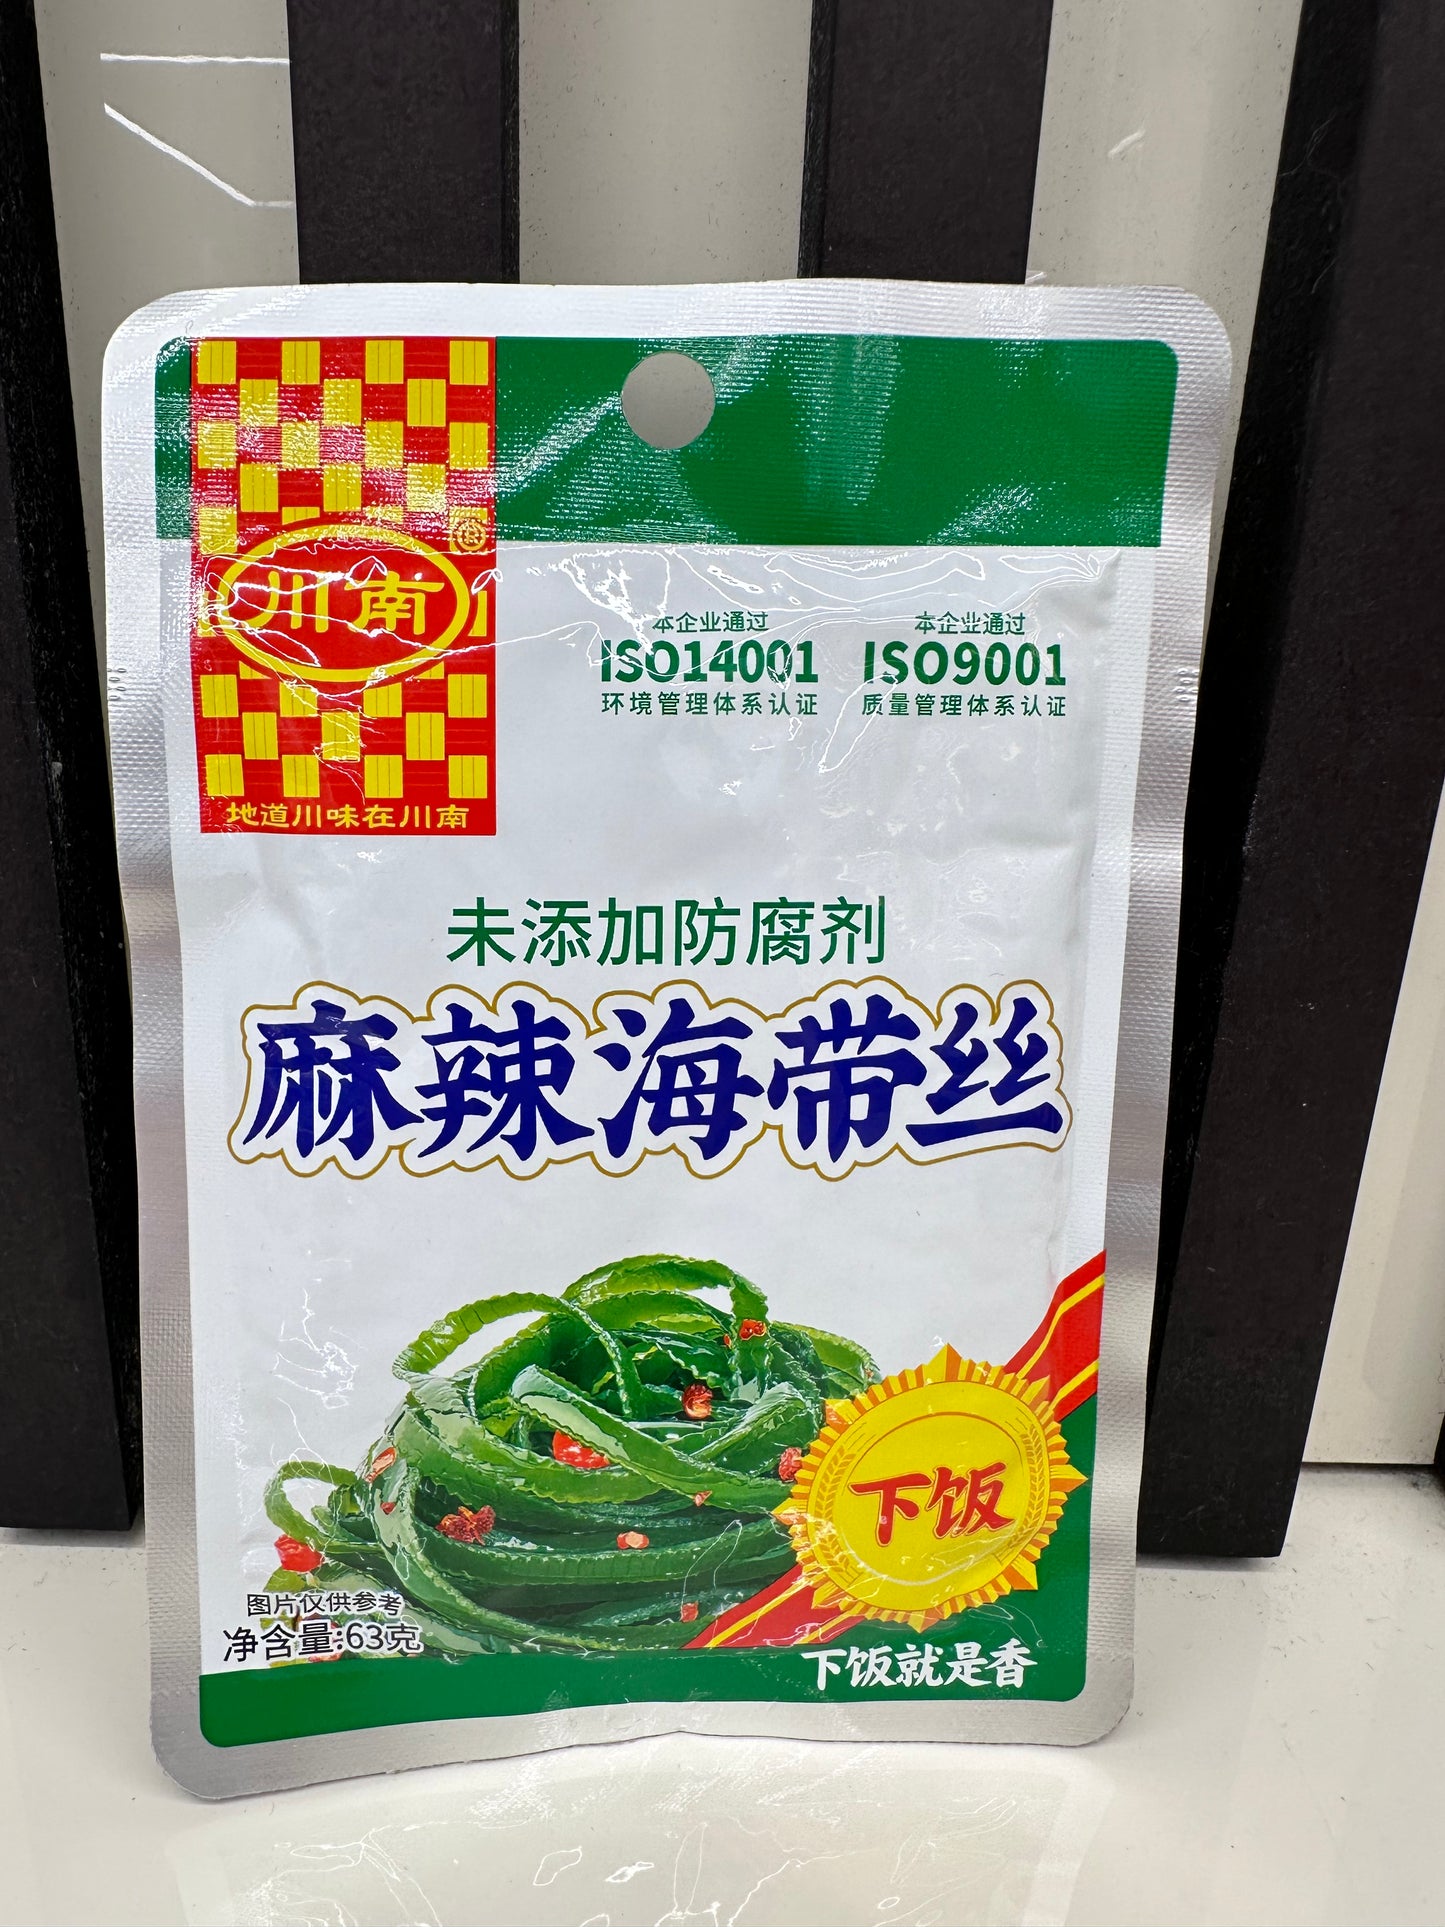 川南®
地道川味在川南
本企业通过
ISO14001
环境管理体系认证
本企业通过
ISO9001
质量管理体系认证
未添加防腐剂
麻辣海带丝
下饭
图片仅供参考
净含量:63克
下饭就是香